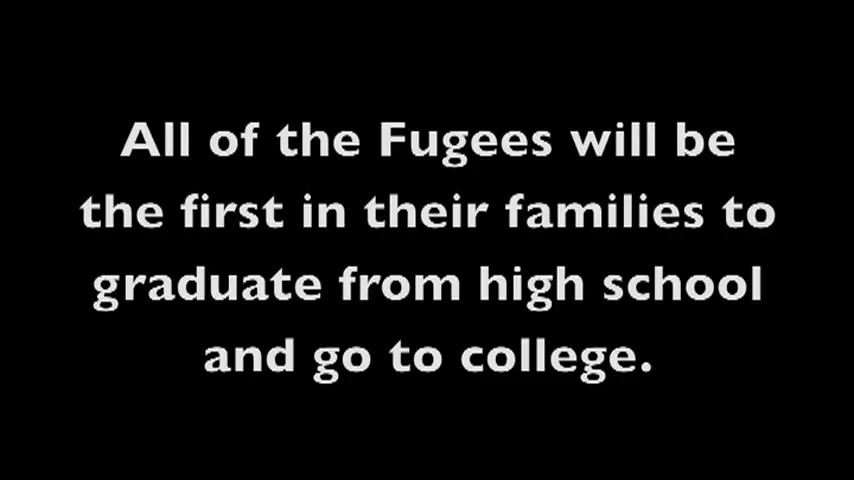 All of the Fugees will be
the first in their families to
graduate from high school
and go to college.